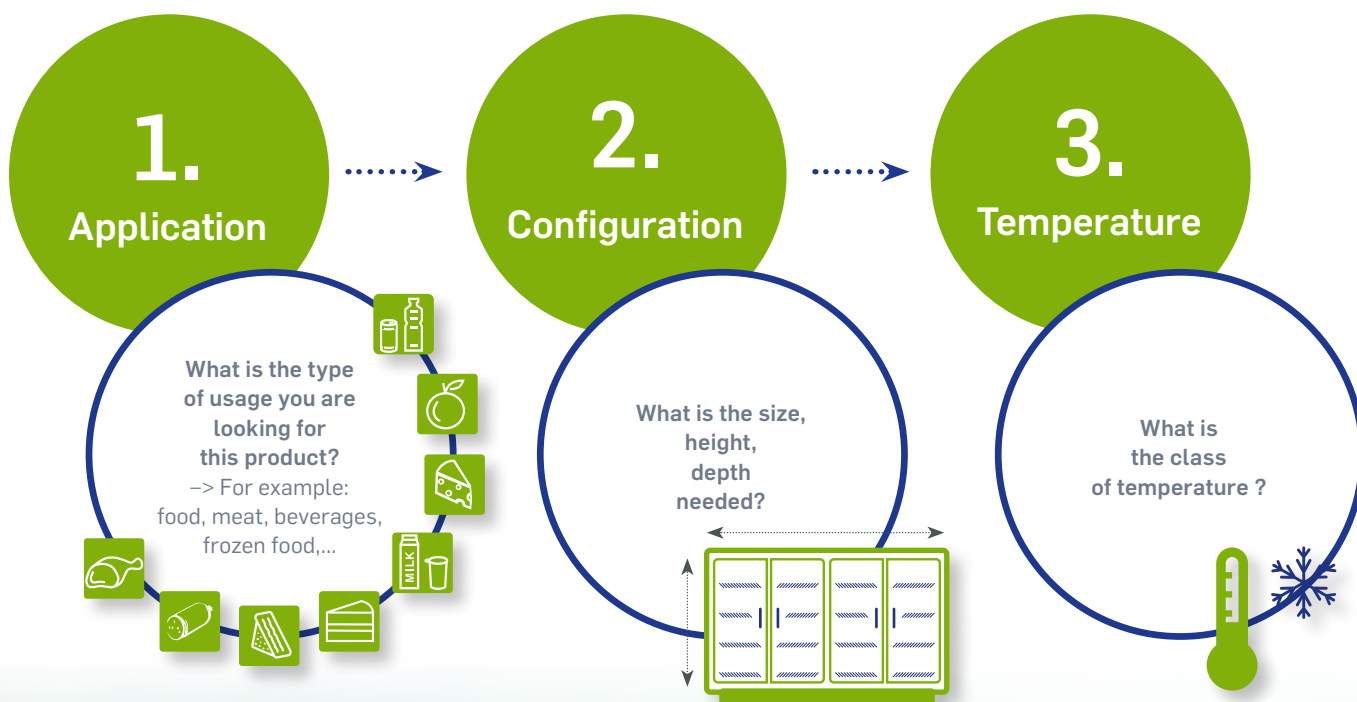 1.
Application
What is the type
of usage you are
looking for
this product?
–> For example:
food, meat, beverages,
frozen food,...
MILK
2.
Configuration
What is the size,
height,
depth
needed?
3.
Temperature
What is
the class
of temperature ?